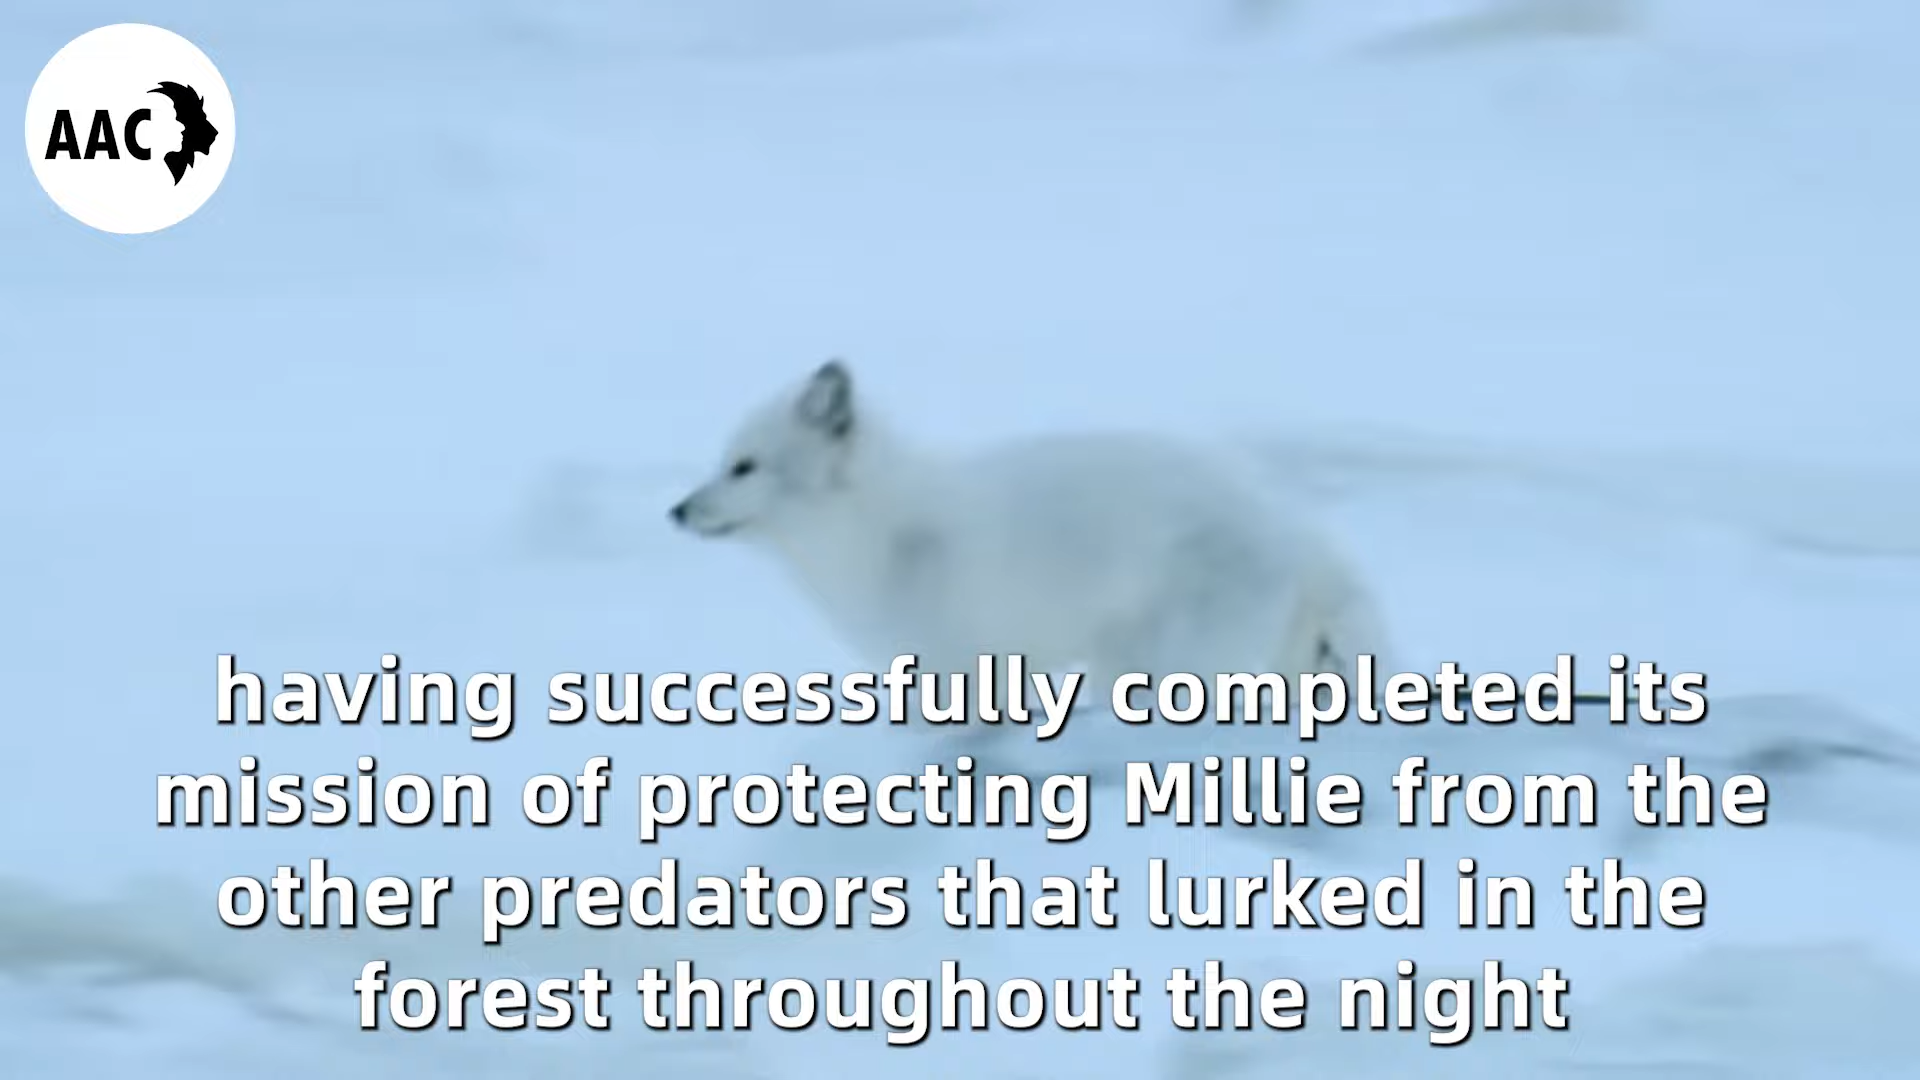 AAC
having successfully completed its
mission of protecting Millie from the
other predators that lurked in the
forest throughout the night